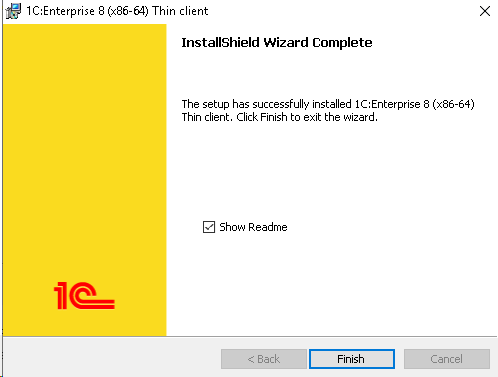 1C:Enterprise 8 (x86-64) Thin client
InstallShield Wizard Complete
The setup has successfully installed 1C:Enterprise 8 (x86-64)
Thin client. Click Finish to exit the wizard.
Show Readme
1C
< Back
Finish
Cancel